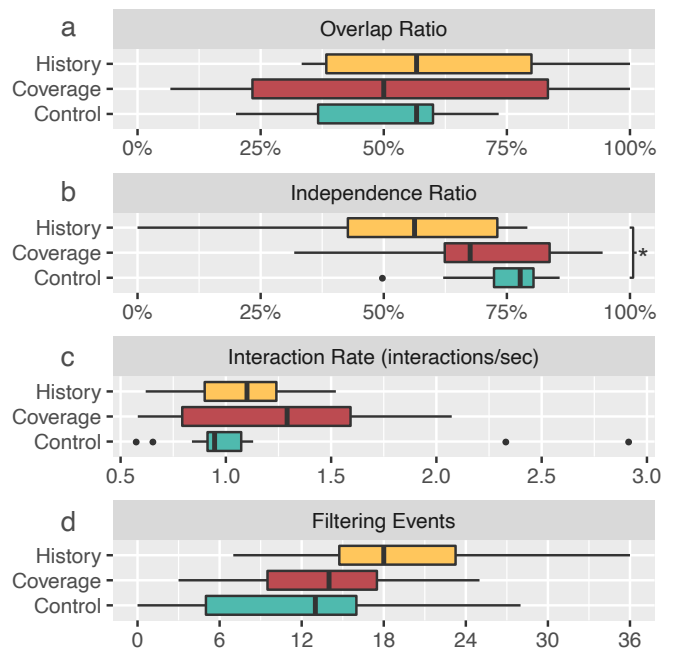 a Overlap Ratio
History
Coverage
Control
0% 25% 50% 75% 100%
b Independence Ratio
History
Coverage *
Control
0% 25% 50% 75% 100%
c Interaction Rate (interactions/sec)
History
Coverage
Control
0.5 1.0 1.5 2.0 2.5 3.0
d Filtering Events
History
Coverage
Control
0 6 12 18 24 30 36